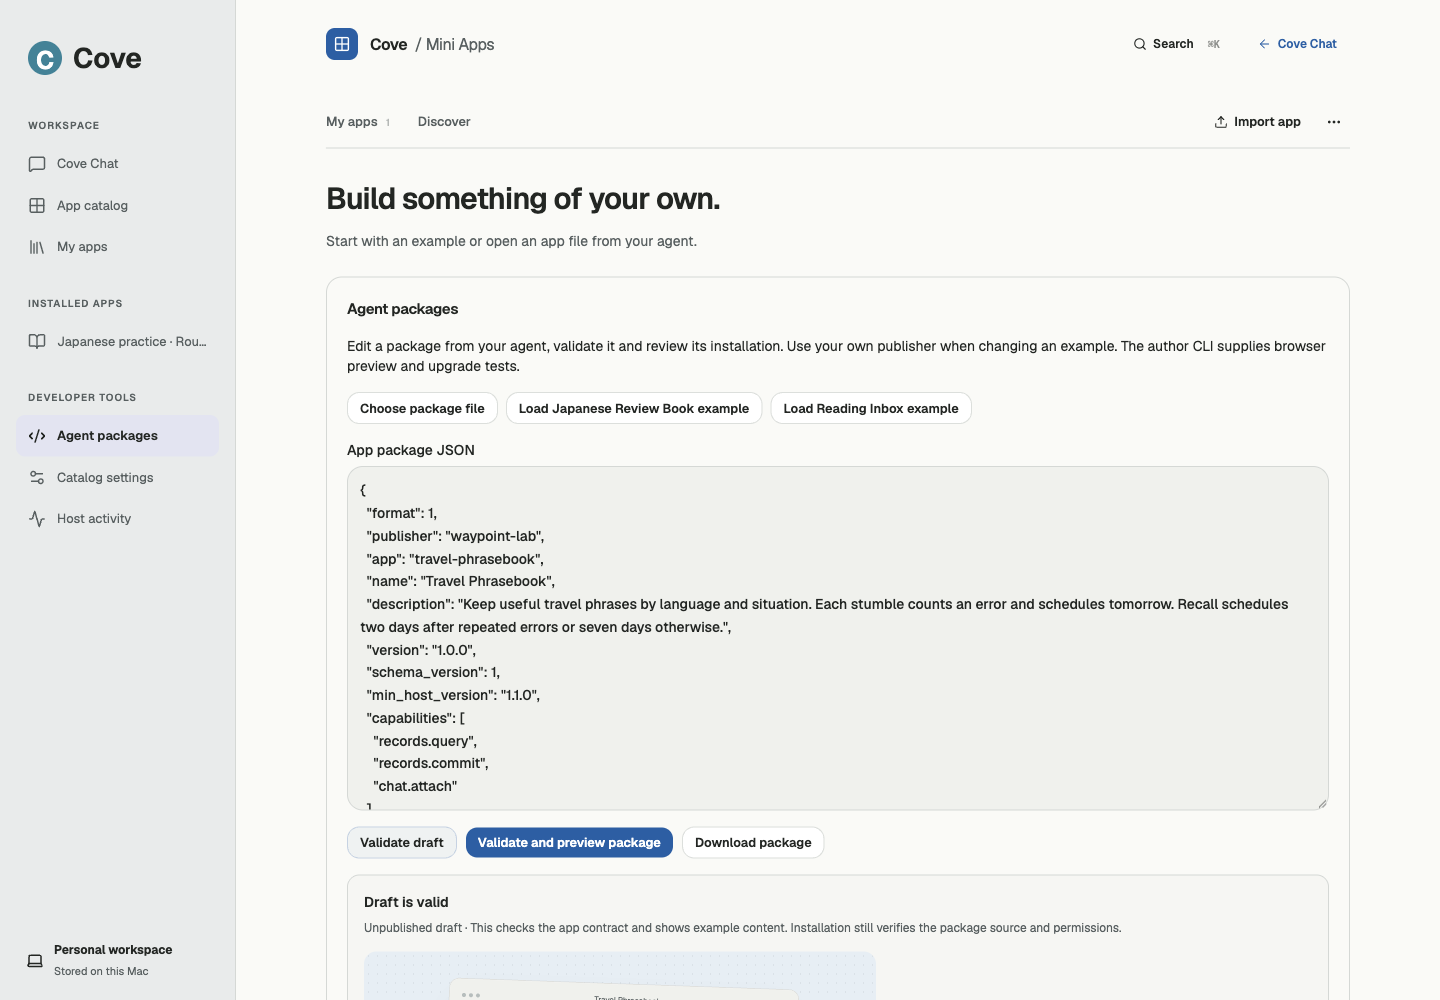 C Cove
WORKSPACE
Cove Chat
App catalog
My apps
INSTALLED APPS
Japanese practice · Rou...
DEVELOPER TOOLS
Agent packages
Catalog settings
Host activity
Personal workspace
Stored on this Mac
Cove / Mini Apps
Search ⌘K
← Cove Chat
My apps 1
Discover
Import app
Build something of your own.
Start with an example or open an app file from your agent.
Agent packages
Edit a package from your agent, validate it and review its installation. Use your own publisher when changing an example. The author CLI supplies browser
preview and upgrade tests.
Choose package file
Load Japanese Review Book example
Load Reading Inbox example
App package JSON
{
"format": 1,
"publisher": "waypoint-lab",
"app": "travel-phrasebook",
"name": "Travel Phrasebook",
"description": "Keep useful travel phrases by language and situation. Each stumble counts an error and schedules tomorrow. Recall schedules
two days after repeated errors or seven days otherwise.",
"version": "1.0.0",
"schema_version": 1,
"min_host_version": "1.1.0",
"capabilities": [
"records.query",
"records.commit",
"chat.attach"
]
Validate draft
Validate and preview package
Download package
Draft is valid
Unpublished draft · This checks the app contract and shows example content. Installation still verifies the package source and permissions.